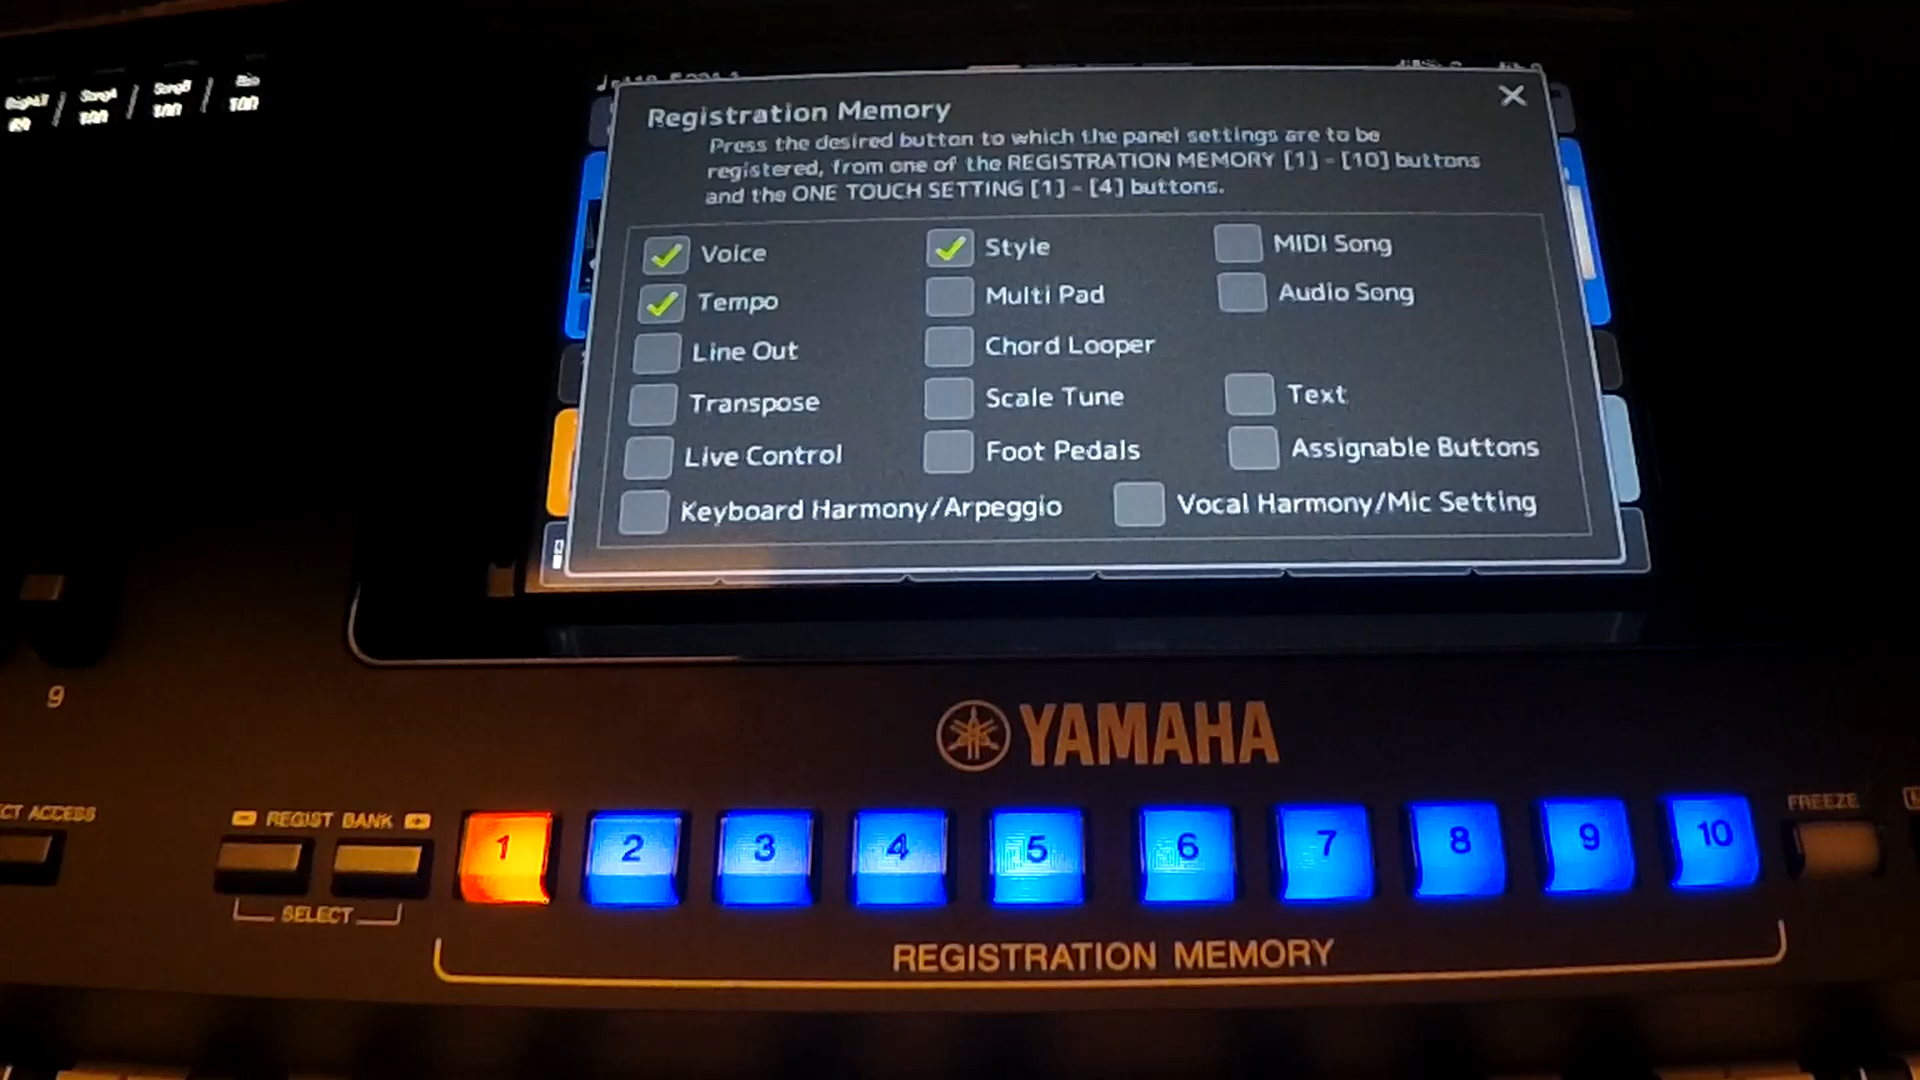 Registration Memory
Press the desired button to which the panel settings are to be
registered, from one of the REGISTRATION MEMORY [1] - [10] buttons
and the ONE TOUCH SETTING [1] - [4] buttons.
Voice
Style
MIDI Song
Tempo
Multi Pad
Audio Song
Line Out
Chord Looper
Transpose
Scale Tune
Text
Live Control
Foot Pedals
Assignable Buttons
Keyboard Harmony/Arpeggio
Vocal Harmony/Mic Setting
9
YAMAHA
CT ACCESS
- REGIST BANK +
FREEZE
1 2 3 4 5 6 7 8 9 10
SELECT
REGISTRATION MEMORY